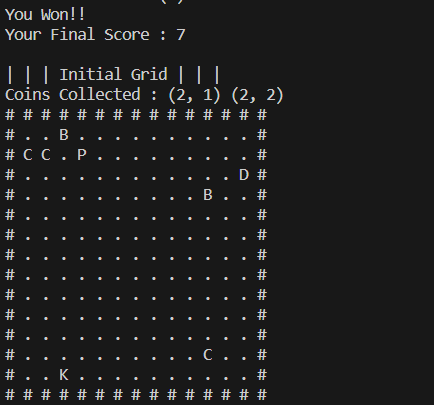 You Won!!
Your Final Score : 7
| | | Initial Grid | | |
Coins Collected : (2, 1) (2, 2)
# # # # # # # # # # # # # # #
# . . B . . . . . . . . . . #
# C C . P . . . . . . . . . #
# . . . . . . . . . . . . D #
# . . . . . . . . . . B . . #
# . . . . . . . . . . . . . #
# . . . . . . . . . . . . . #
# . . . . . . . . . . . . . #
# . . . . . . . . . . . . . #
# . . . . . . . . . . . . . #
# . . . . . . . . . . . . . #
# . . . . . . . . . . . . . #
# . . . . . . . . . . C . . #
# . . K . . . . . . . . . . #
# # # # # # # # # # # # # # #